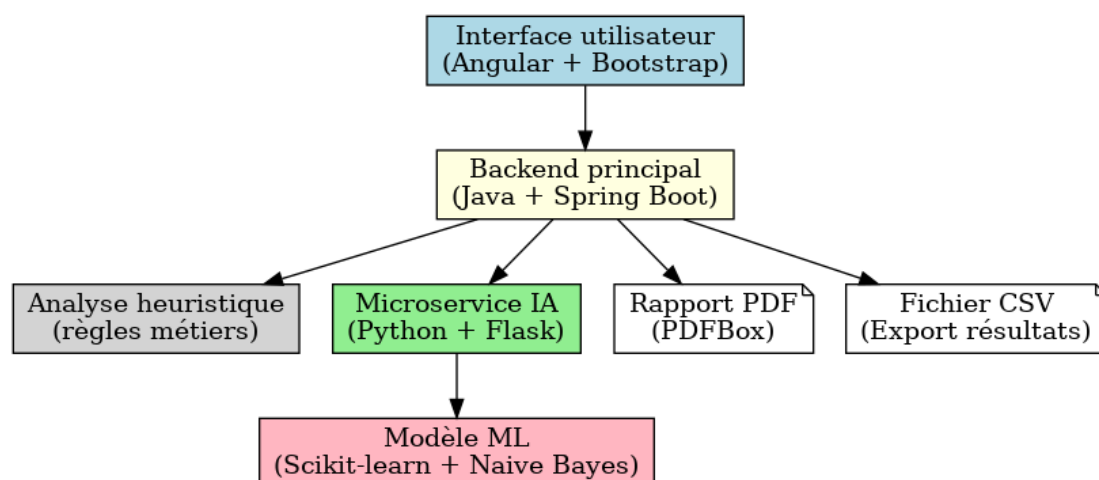 Interface utilisateur
(Angular + Bootstrap)
Backend principal
(Java + Spring Boot)
Analyse heuristique
(règles métiers)
Microservice IA
(Python + Flask)
Rapport PDF
(PDFBox)
Fichier CSV
(Export résultats)
Modèle ML
(Scikit-learn + Naive Bayes)